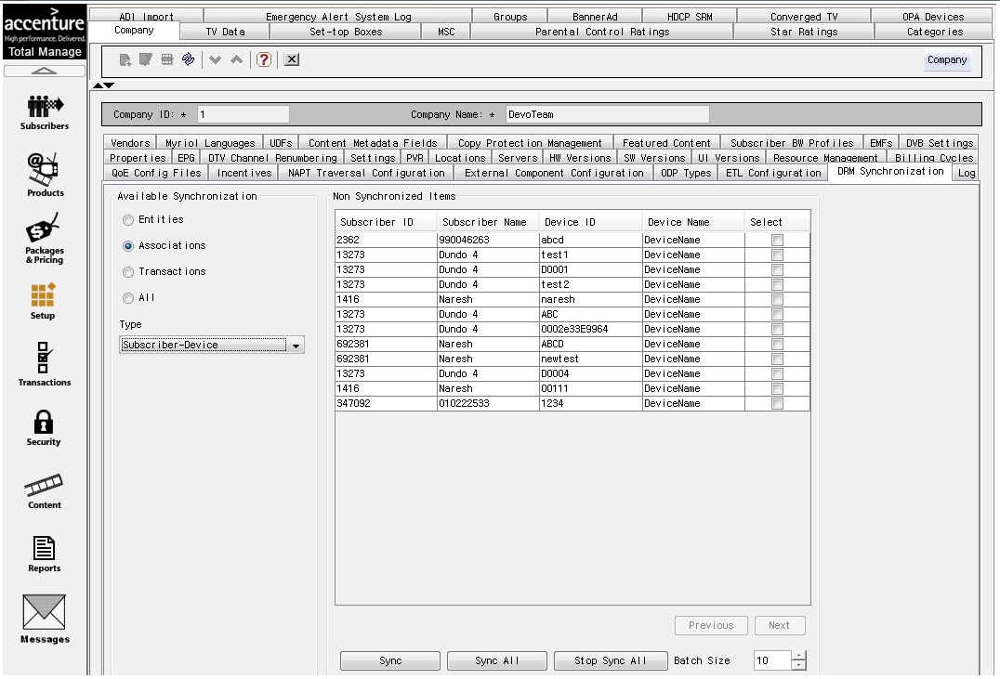 accenture
High performance. Delivered.
Total Manage
Subscribers
Products
Packages
& Pricing
Setup
Transactions
Security
Content
Reports
Messages
ADI Import Emergency Alert System Log Groups BannerAd HDCP SRM Converged TV OPA Devices
Company TV Data Set-top Boxes MSC Parental Control Ratings Star Ratings Categories
Company
Company ID: * 1 Company Name: * DevoTeam
Vendors Myriol Languages UDFs Content Metadata Fields Copy Protection Management Featured Content Subscriber BW Profiles EMFs DVB Settings
Properties EPG DTV Channel Renumbering Settings PVR Locations Servers HW Versions SW Versions UI Versions Resource Management Billing Cycles
QoE Config Files Incentives NAPT Traversal Configuration External Component Configuration ODP Types ETL Configuration DRM Synchronization Log
Available Synchronization
Entities
Associations
Transactions
All
Type
Subscriber-Device
Non Synchronized Items
Subscriber ID Subscriber Name Device ID Device Name Select
2362 990046263 abcd DeviceName
13273 Dundo 4 test1 DeviceName
13273 Dundo 4 D0001 DeviceName
13273 Dundo 4 test2 DeviceName
1416 Naresh naresh DeviceName
13273 Dundo 4 ABC DeviceName
13273 Dundo 4 0002e33E9964 DeviceName
692381 Naresh ABCD DeviceName
692381 Naresh newtest DeviceName
13273 Dundo 4 D0004 DeviceName
1416 Naresh 00111 DeviceName
347092 010222533 1234 DeviceName
Previous Next
Sync Sync All Stop Sync All Batch Size 10